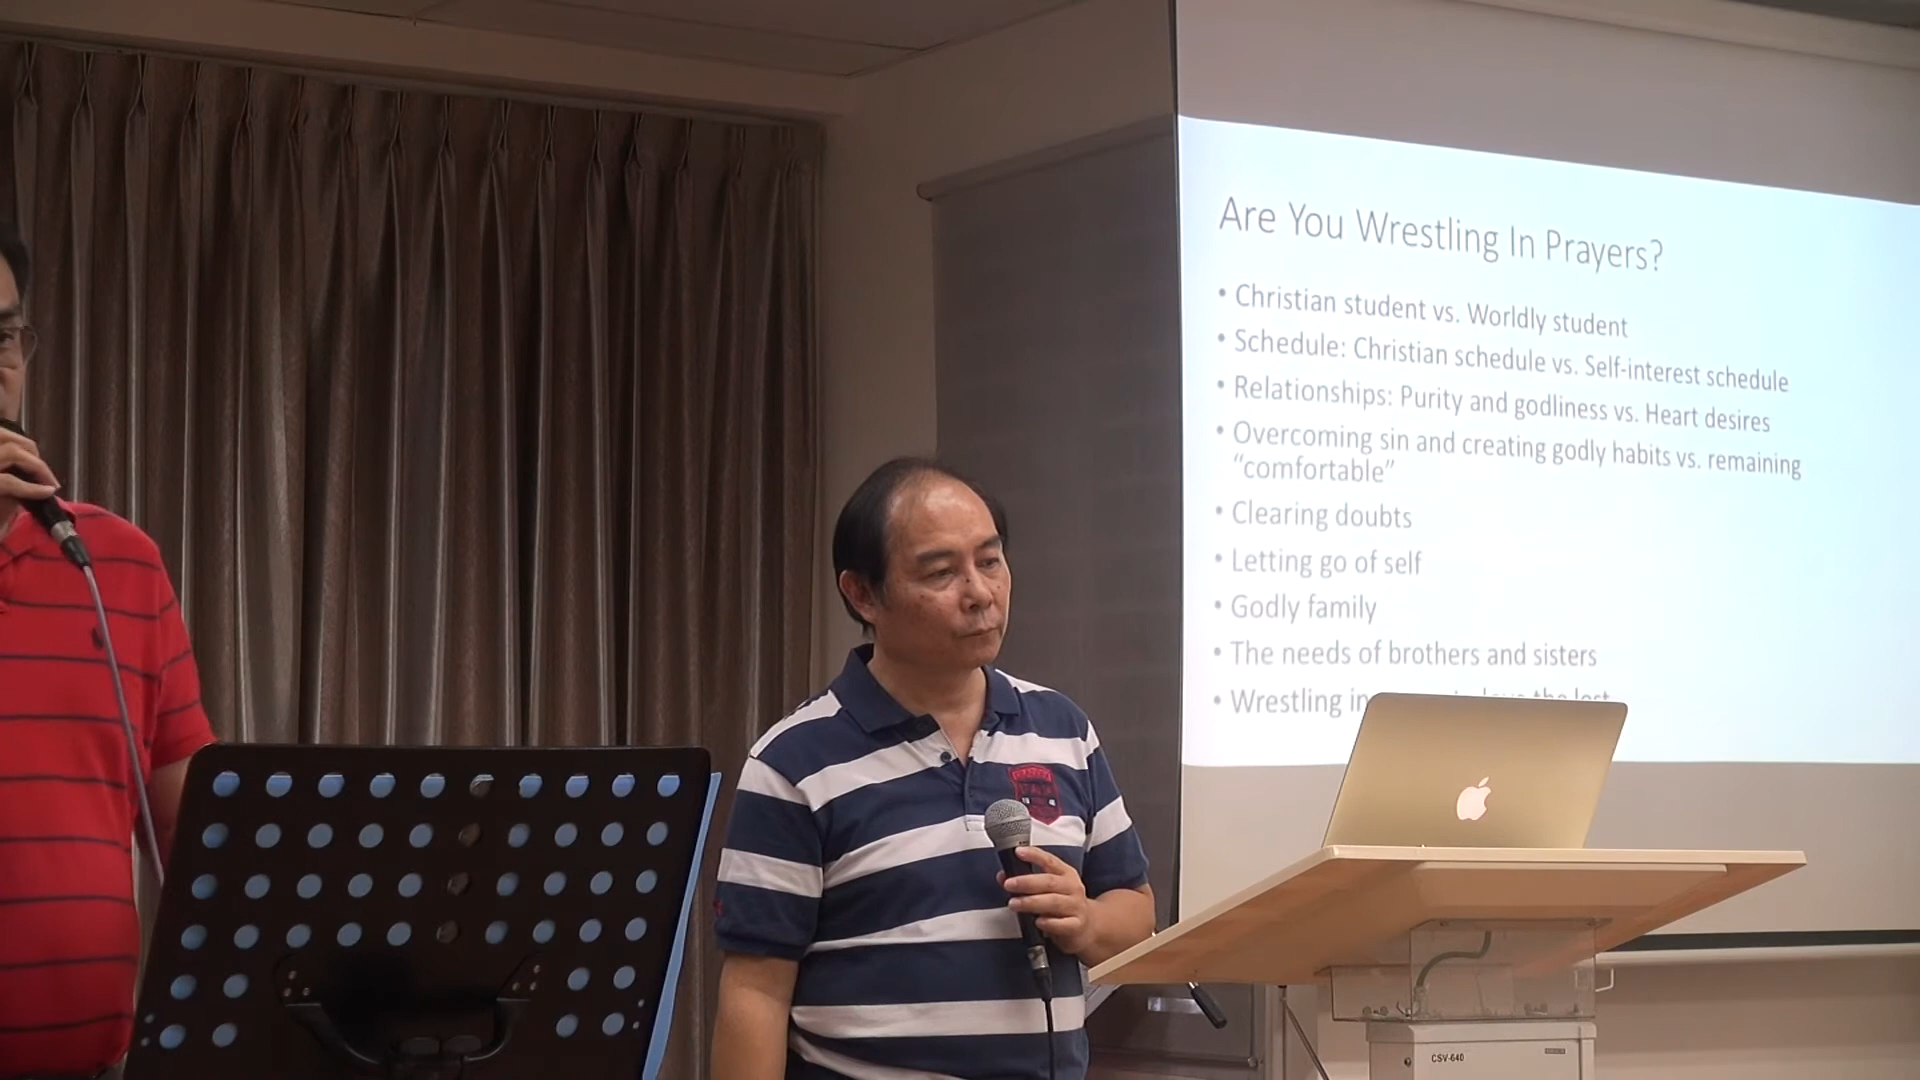 Are You Wrestling In Prayers?
• Christian student vs. Worldly student
• Schedule: Christian schedule vs. Self-interest schedule
• Relationships: Purity and godliness vs. Heart desires
• Overcoming sin and creating godly habits vs. remaining
“comfortable”
• Clearing doubts
• Letting go of self
• Godly family
• The needs of brothers and sisters
• Wrestling in the lost
CSV-640